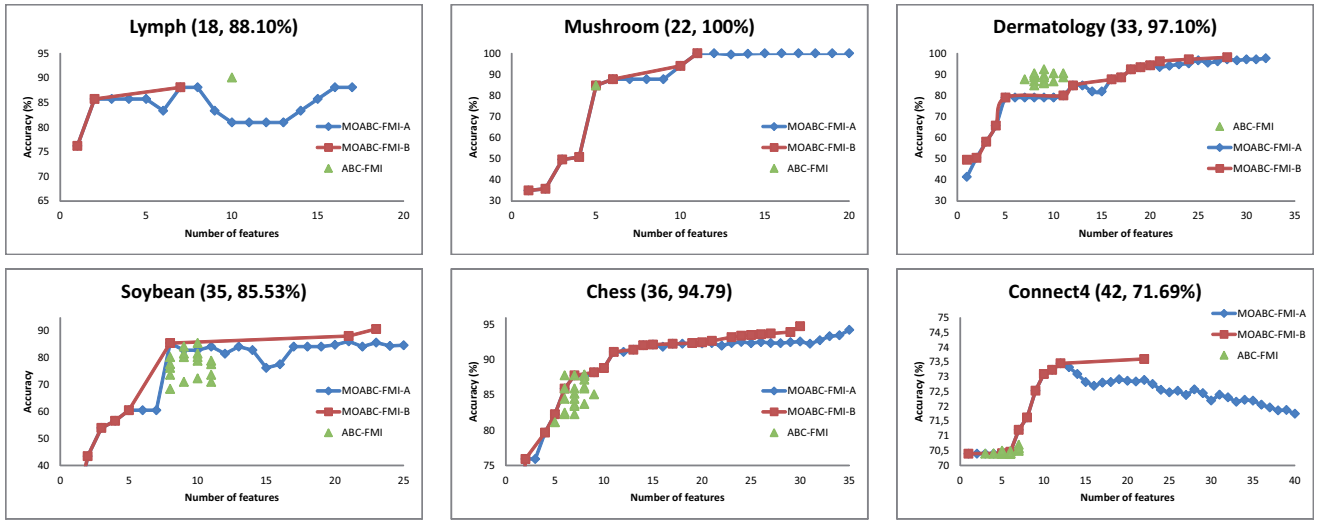 Lymph (18, 88.10%)
Accuracy (%)
95
90
85
80
75
70
65
0 5 10 15 20
Number of features
MOABC-FMI-A
MOABC-FMI-B
ABC-FMI
Mushroom (22, 100%)
Accuracy (%)
100
90
80
70
60
50
40
30
0 5 10 15 20
Number of features
MOABC-FMI-A
MOABC-FMI-B
ABC-FMI
Dermatology (33, 97.10%)
Accuracy (%)
100
90
80
70
60
50
40
30
0 5 10 15 20 25 30 35
Number of features
ABC-FMI
MOABC-FMI-A
MOABC-FMI-B
Soybean (35, 85.53%)
Accuracy
90
80
70
60
50
40
0 5 10 15 20 25
Number of features
MOABC-FMI-A
MOABC-FMI-B
ABC-FMI
Chess (36, 94.79)
Accuracy (%)
95
90
85
80
75
0 5 10 15 20 25 30 35
Number of features
MOABC-FMI-A
MOABC-FMI-B
ABC-FMI
Connect4 (42, 71.69%)
Accuracy (%)
75
74,5
74
73,5
73
72,5
72
71,5
71
70,5
70
0 10 20 30 40
Number of features
MOABC-FMI-A
MOABC-FMI-B
ABC-FMI